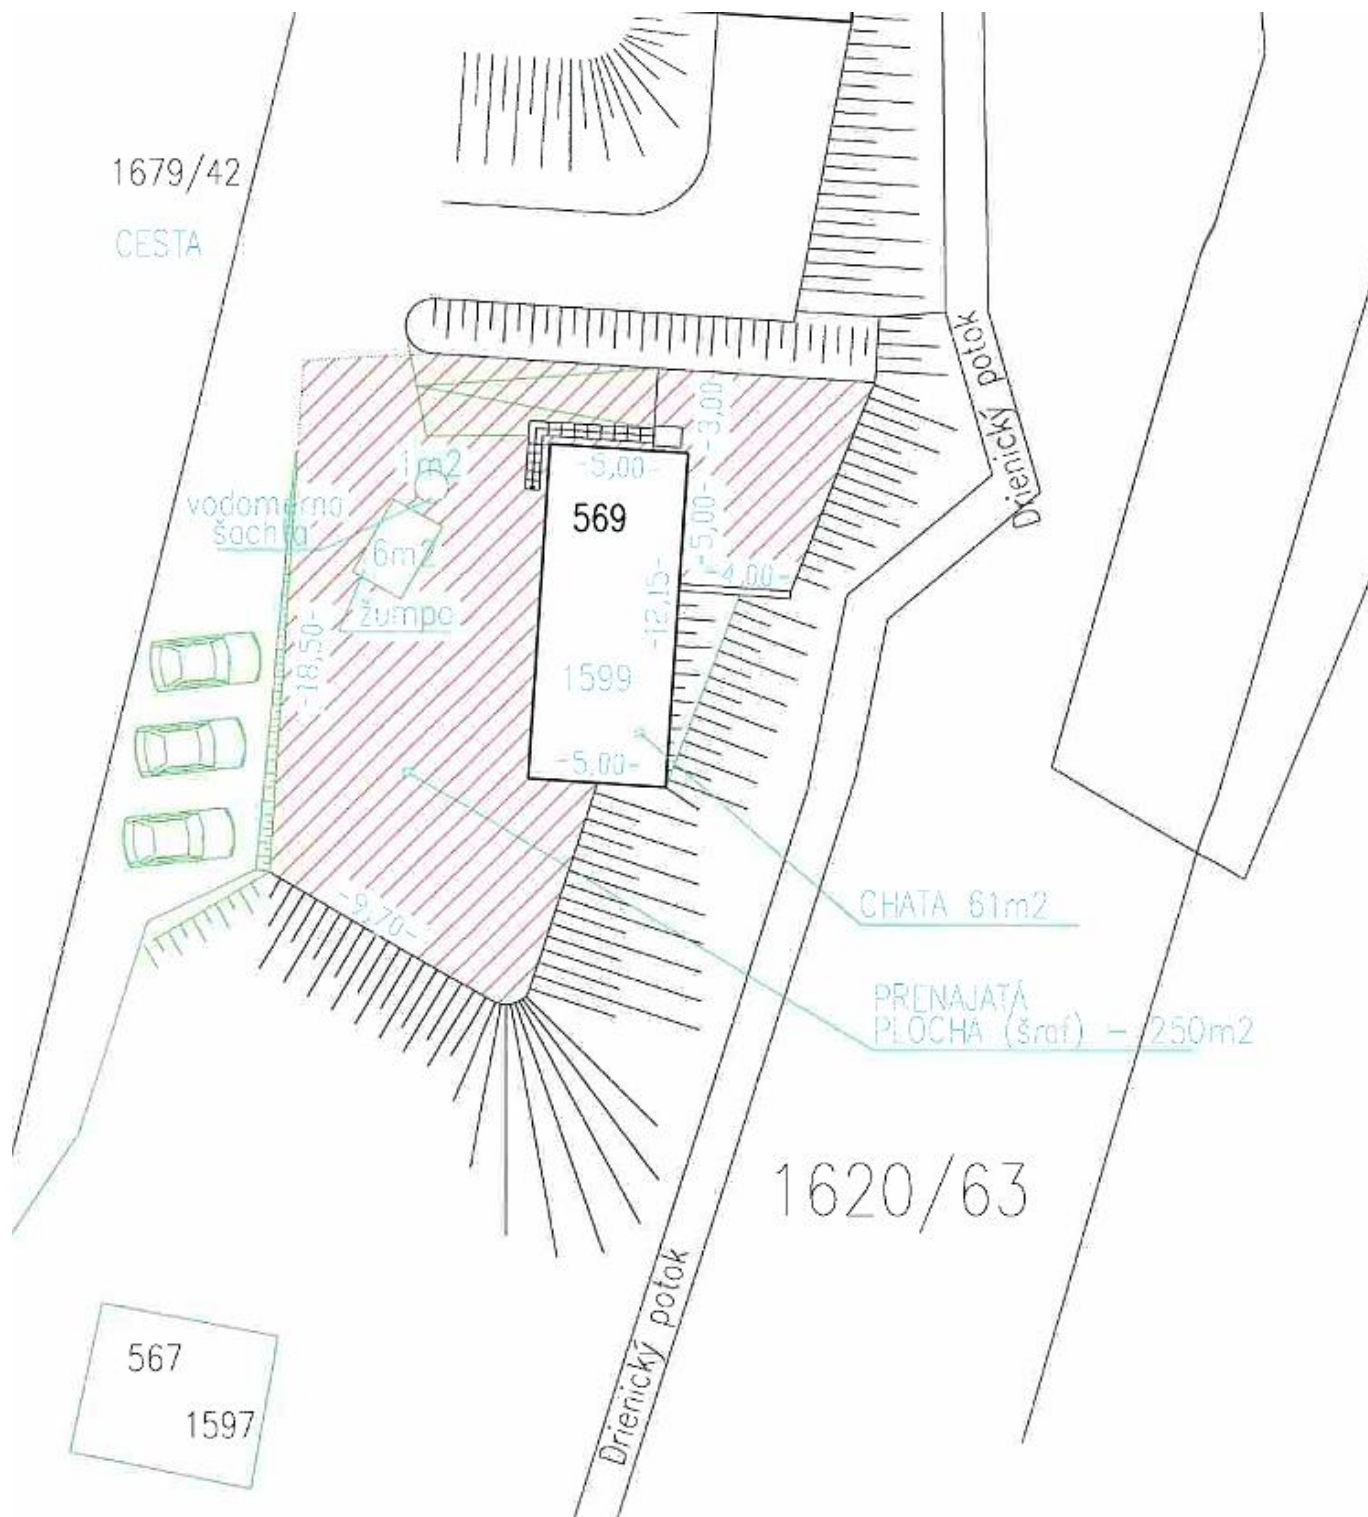 1679/42
CESTA
Drienický potok
-3,00-
1m2
-5,00-
vodomerno
šachta
569
6m2
-5,00-
-4,00-
žumpa
-12,15-
-18,50-
1599
-5,00-
-9,70-
CHATA 61m2
PRENAJATÁ
PLOCHA (šraf) - 250m2
1620/63
Drienický potok
567
1597